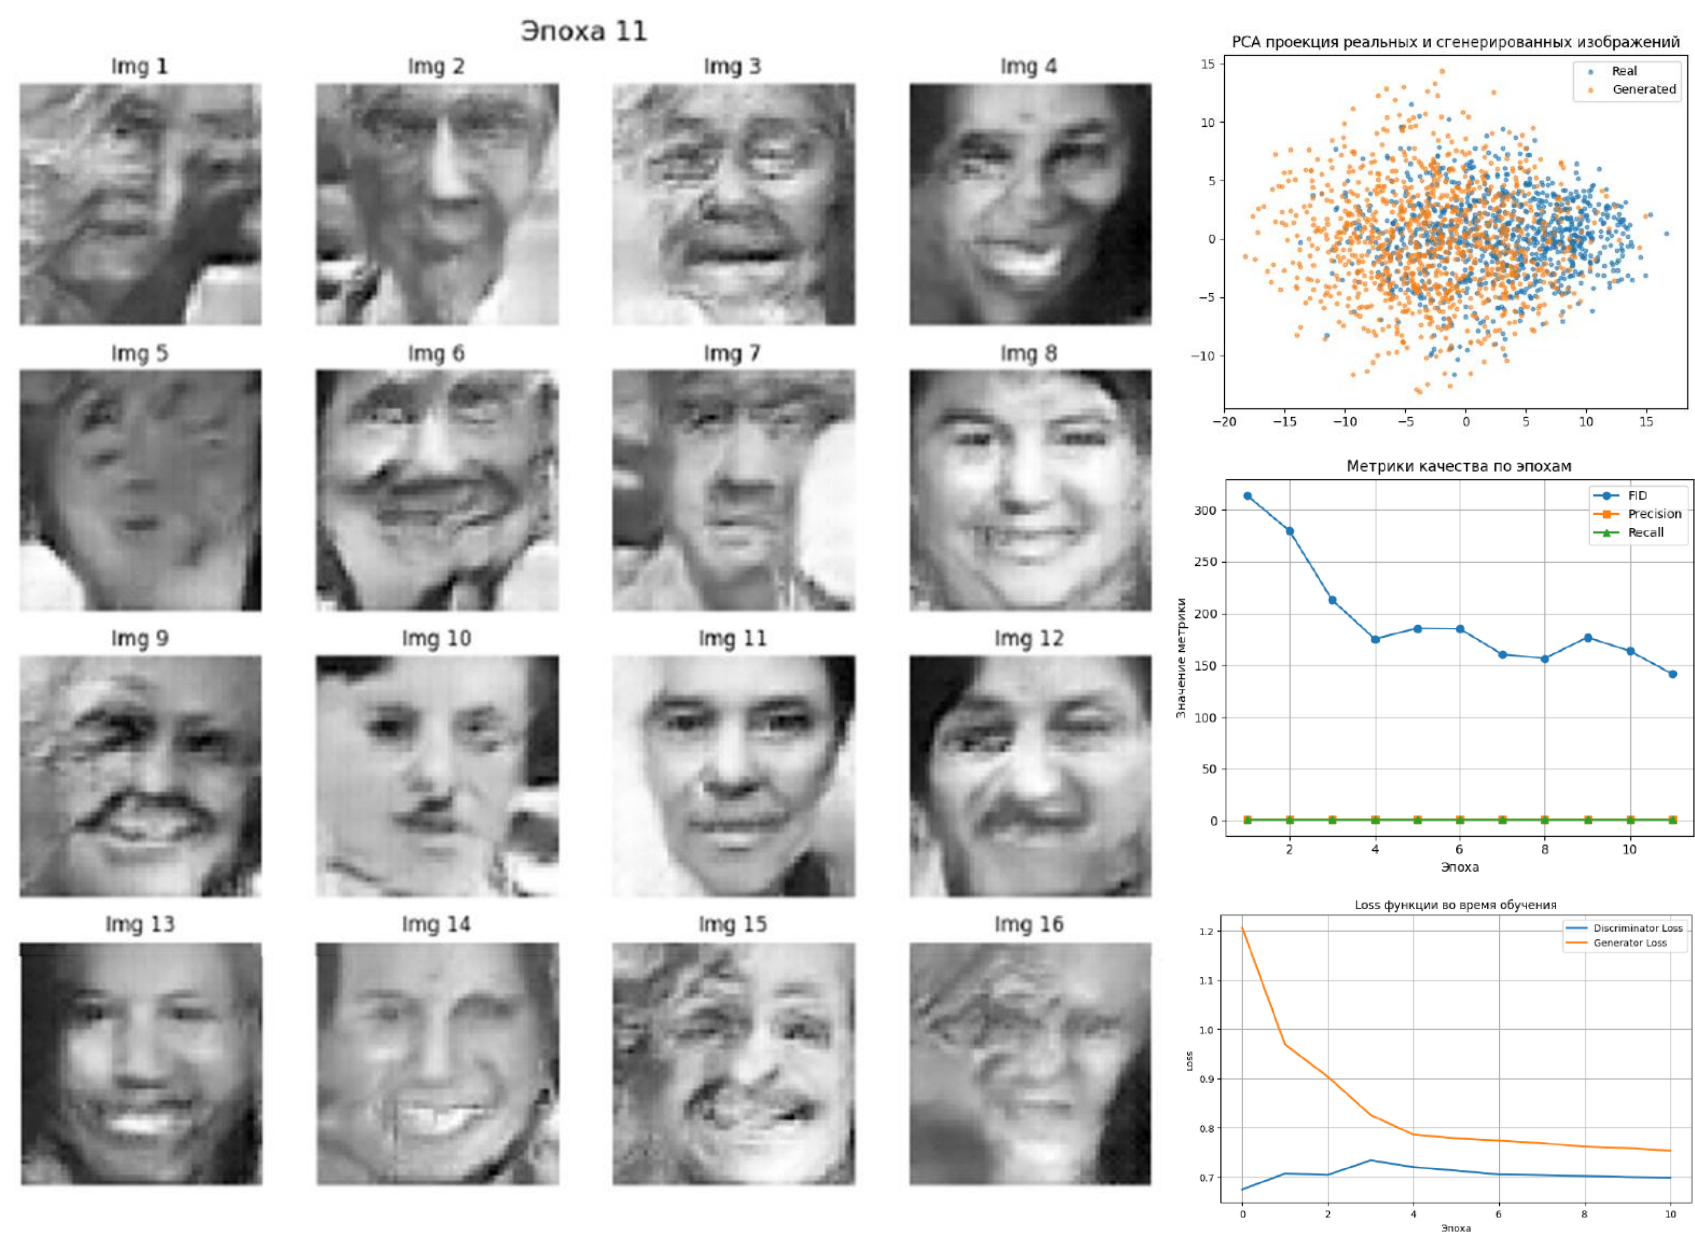 Эпоха 11
Img 1
Img 2
Img 3
Img 4
Img 5
Img 6
Img 7
Img 8
Img 9
Img 10
Img 11
Img 12
Img 13
Img 14
Img 15
Img 16
PCA проекция реальных и сгенерированных изображений
Real
Generated
15
10
5
0
−5
−10
−20 −15 −10 −5 0 5 10 15
Метрики качества по эпохам
FID
Precision
Recall
Значение метрики
300
250
200
150
100
50
0
2 4 6 8 10
Эпоха
Loss функции во время обучения
Discriminator Loss
Generator Loss
Loss
1.2
1.1
1.0
0.9
0.8
0.7
0 2 4 6 8 10
Эпоха